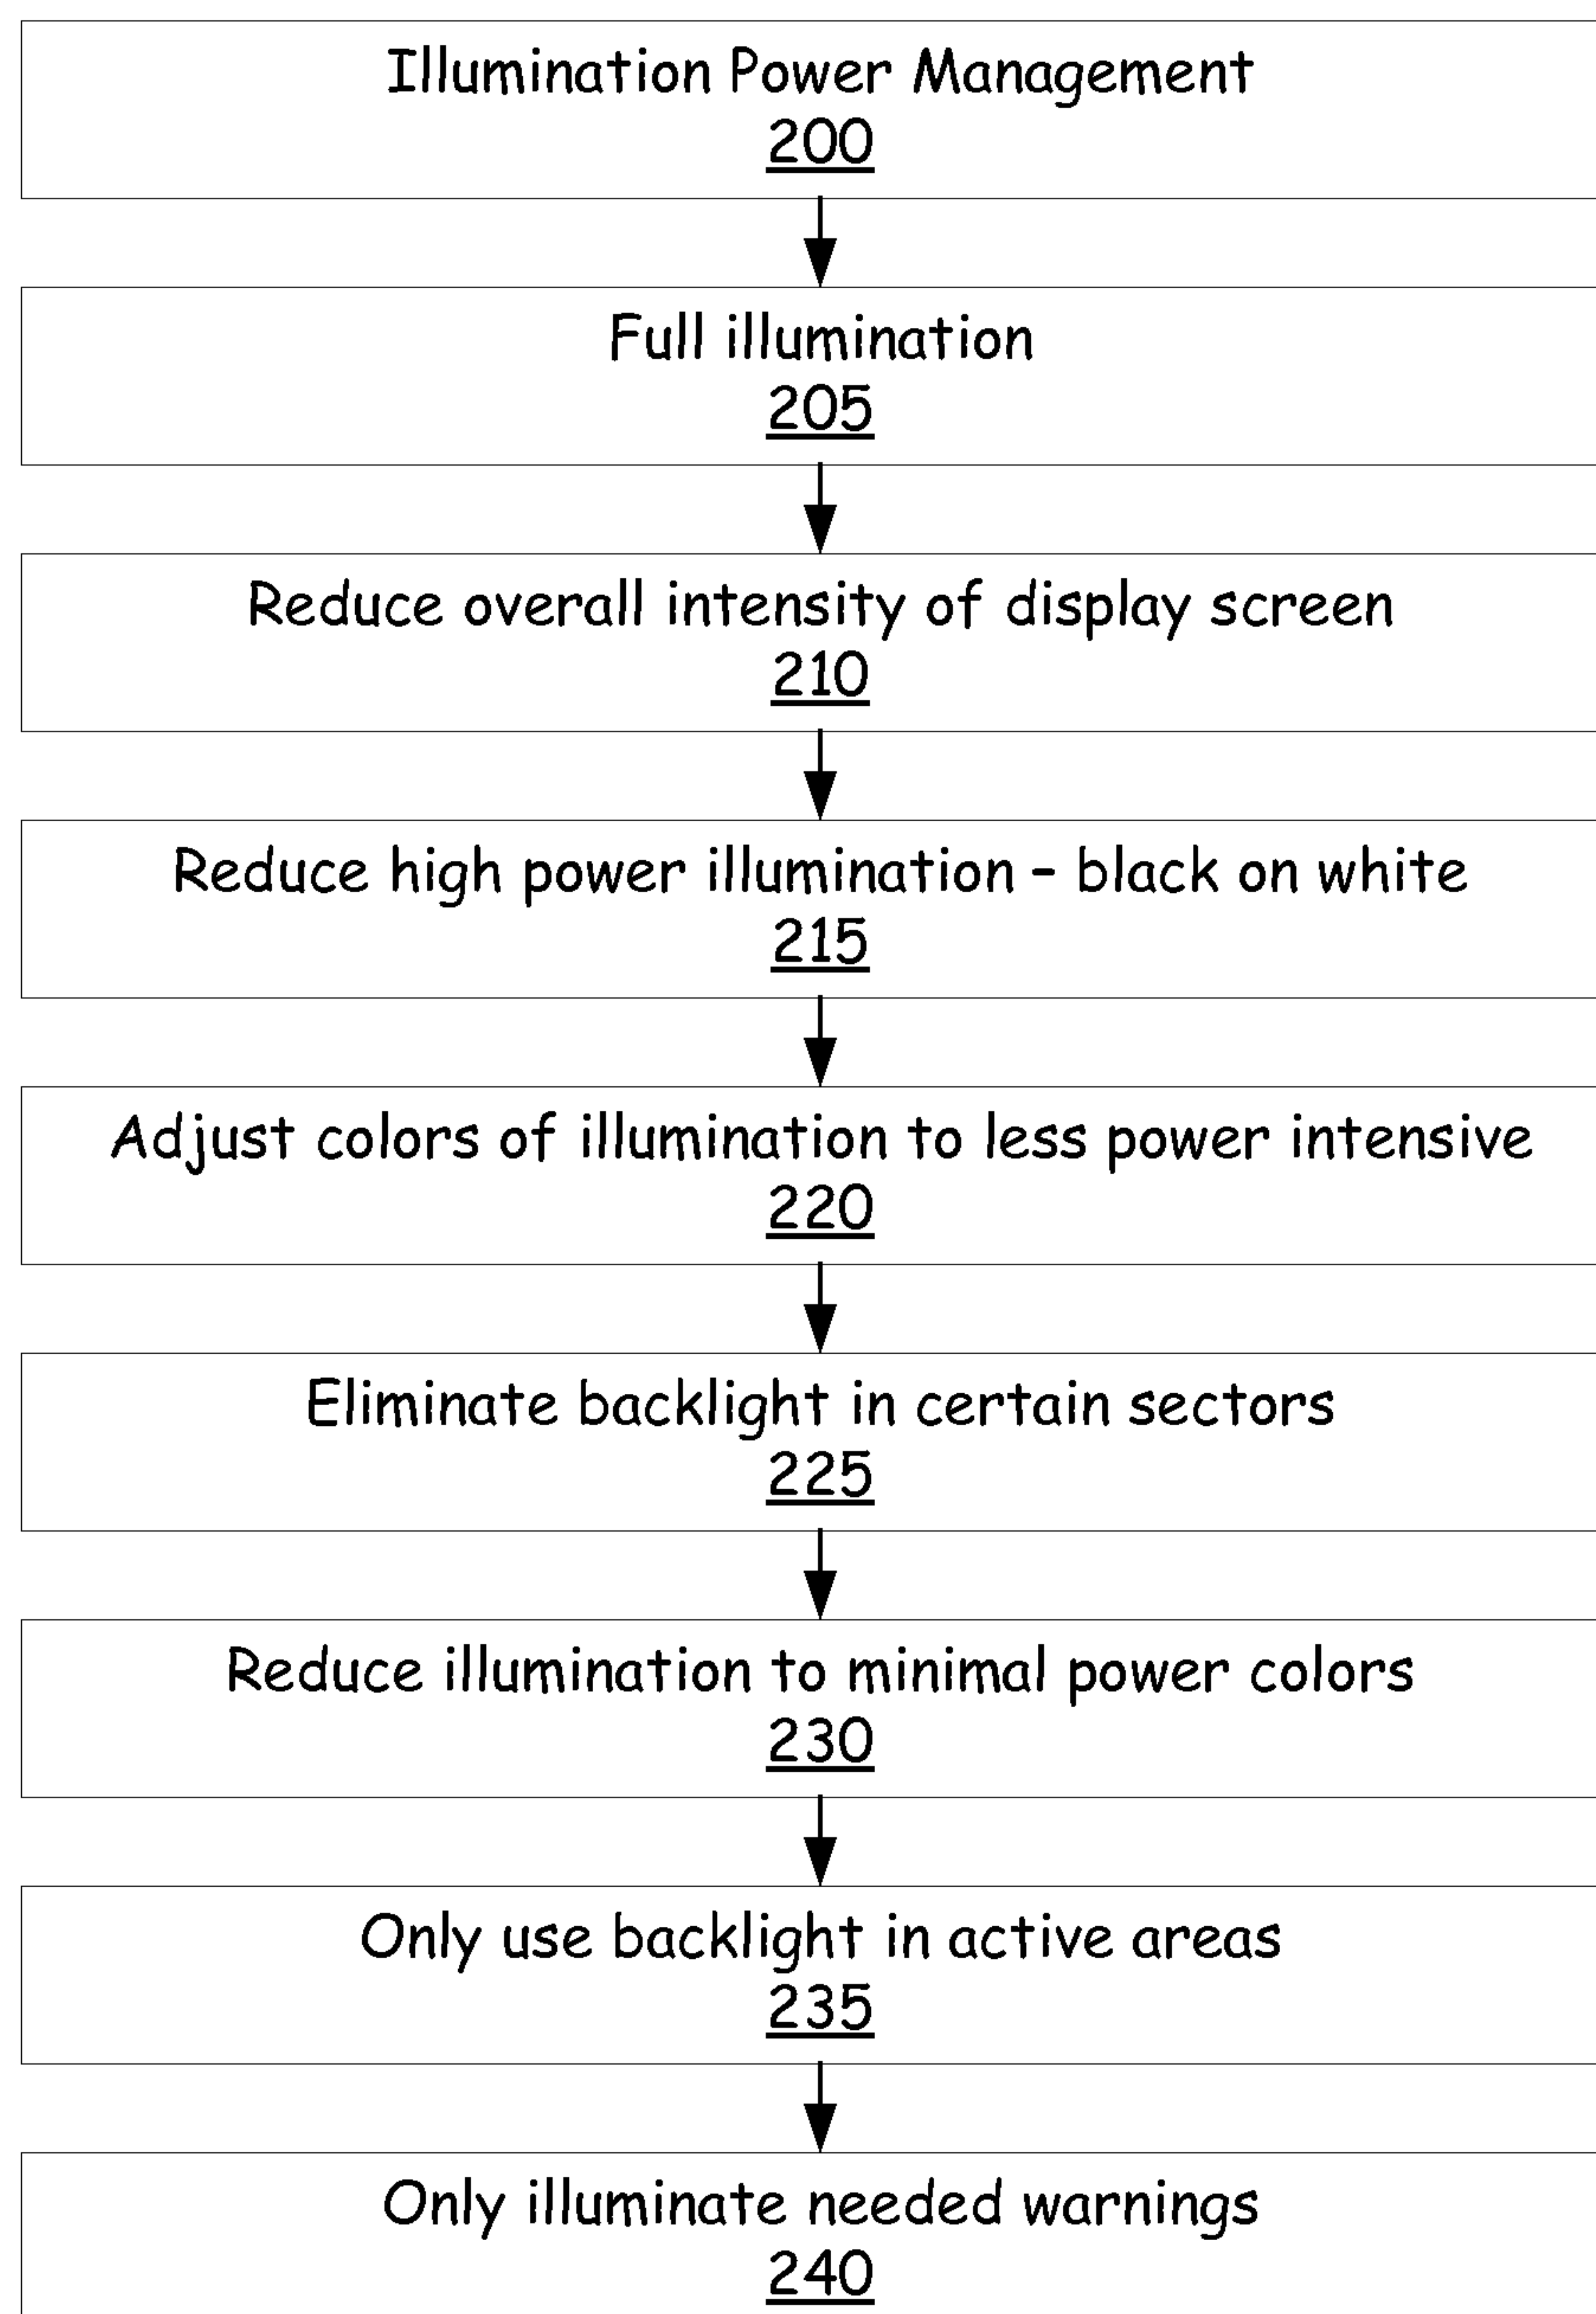 Illumination Power Management
200
Full illumination
205
Reduce overall intensity of display screen
210
Reduce high power illumination – black on white
215
Adjust colors of illumination to less power intensive
220
Eliminate backlight in certain sectors
225
Reduce illumination to minimal power colors
230
Only use backlight in active areas
235
Only illuminate needed warnings
240